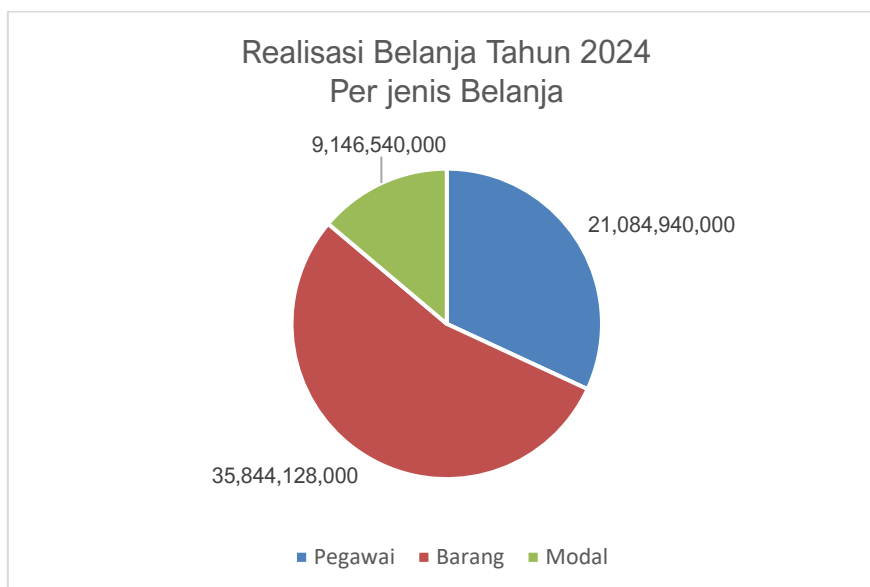 Realisasi Belanja Tahun 2024
Per jenis Belanja
9,146,540,000
21,084,940,000
35,844,128,000
Pegawai
Barang
Modal